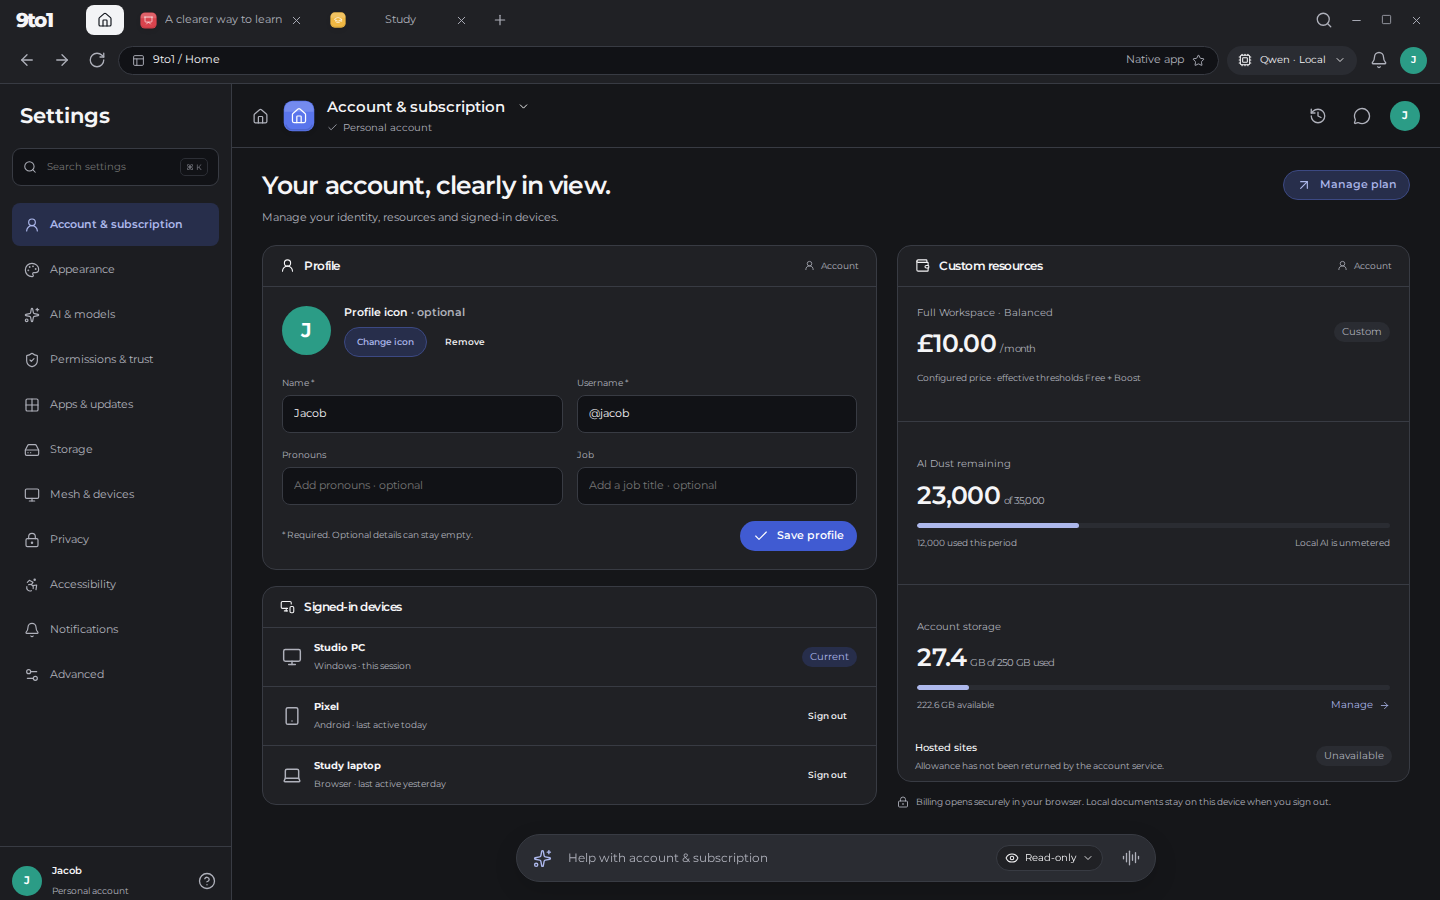 9to1
A clearer way to learn
Study
9to1 / Home
Native app
Qwen · Local
J
Settings
Search settings
⌘ K
Account & subscription
Appearance
AI & models
Permissions & trust
Apps & updates
Storage
Mesh & devices
Privacy
Accessibility
Notifications
Advanced
J
Jacob
Personal account
Account & subscription
Personal account
J
Your account, clearly in view.
Manage your identity, resources and signed-in devices.
Manage plan
Profile
Account
J
Profile icon · optional
Change icon
Remove
Name *
Username *
Jacob
@jacob
Pronouns
Job
Add pronouns · optional
Add a job title · optional
* Required. Optional details can stay empty.
Save profile
Signed-in devices
Studio PC
Windows · this session
Current
Pixel
Android · last active today
Sign out
Study laptop
Browser · last active yesterday
Sign out
Custom resources
Account
Full Workspace · Balanced
£10.00 / month
Custom
Configured price · effective thresholds Free + Boost
AI Dust remaining
23,000 of 35,000
12,000 used this period
Local AI is unmetered
Account storage
27.4 GB of 250 GB used
222.6 GB available
Manage
Hosted sites
Allowance has not been returned by the account service.
Unavailable
Billing opens securely in your browser. Local documents stay on this device when you sign out.
Help with account & subscription
Read-only